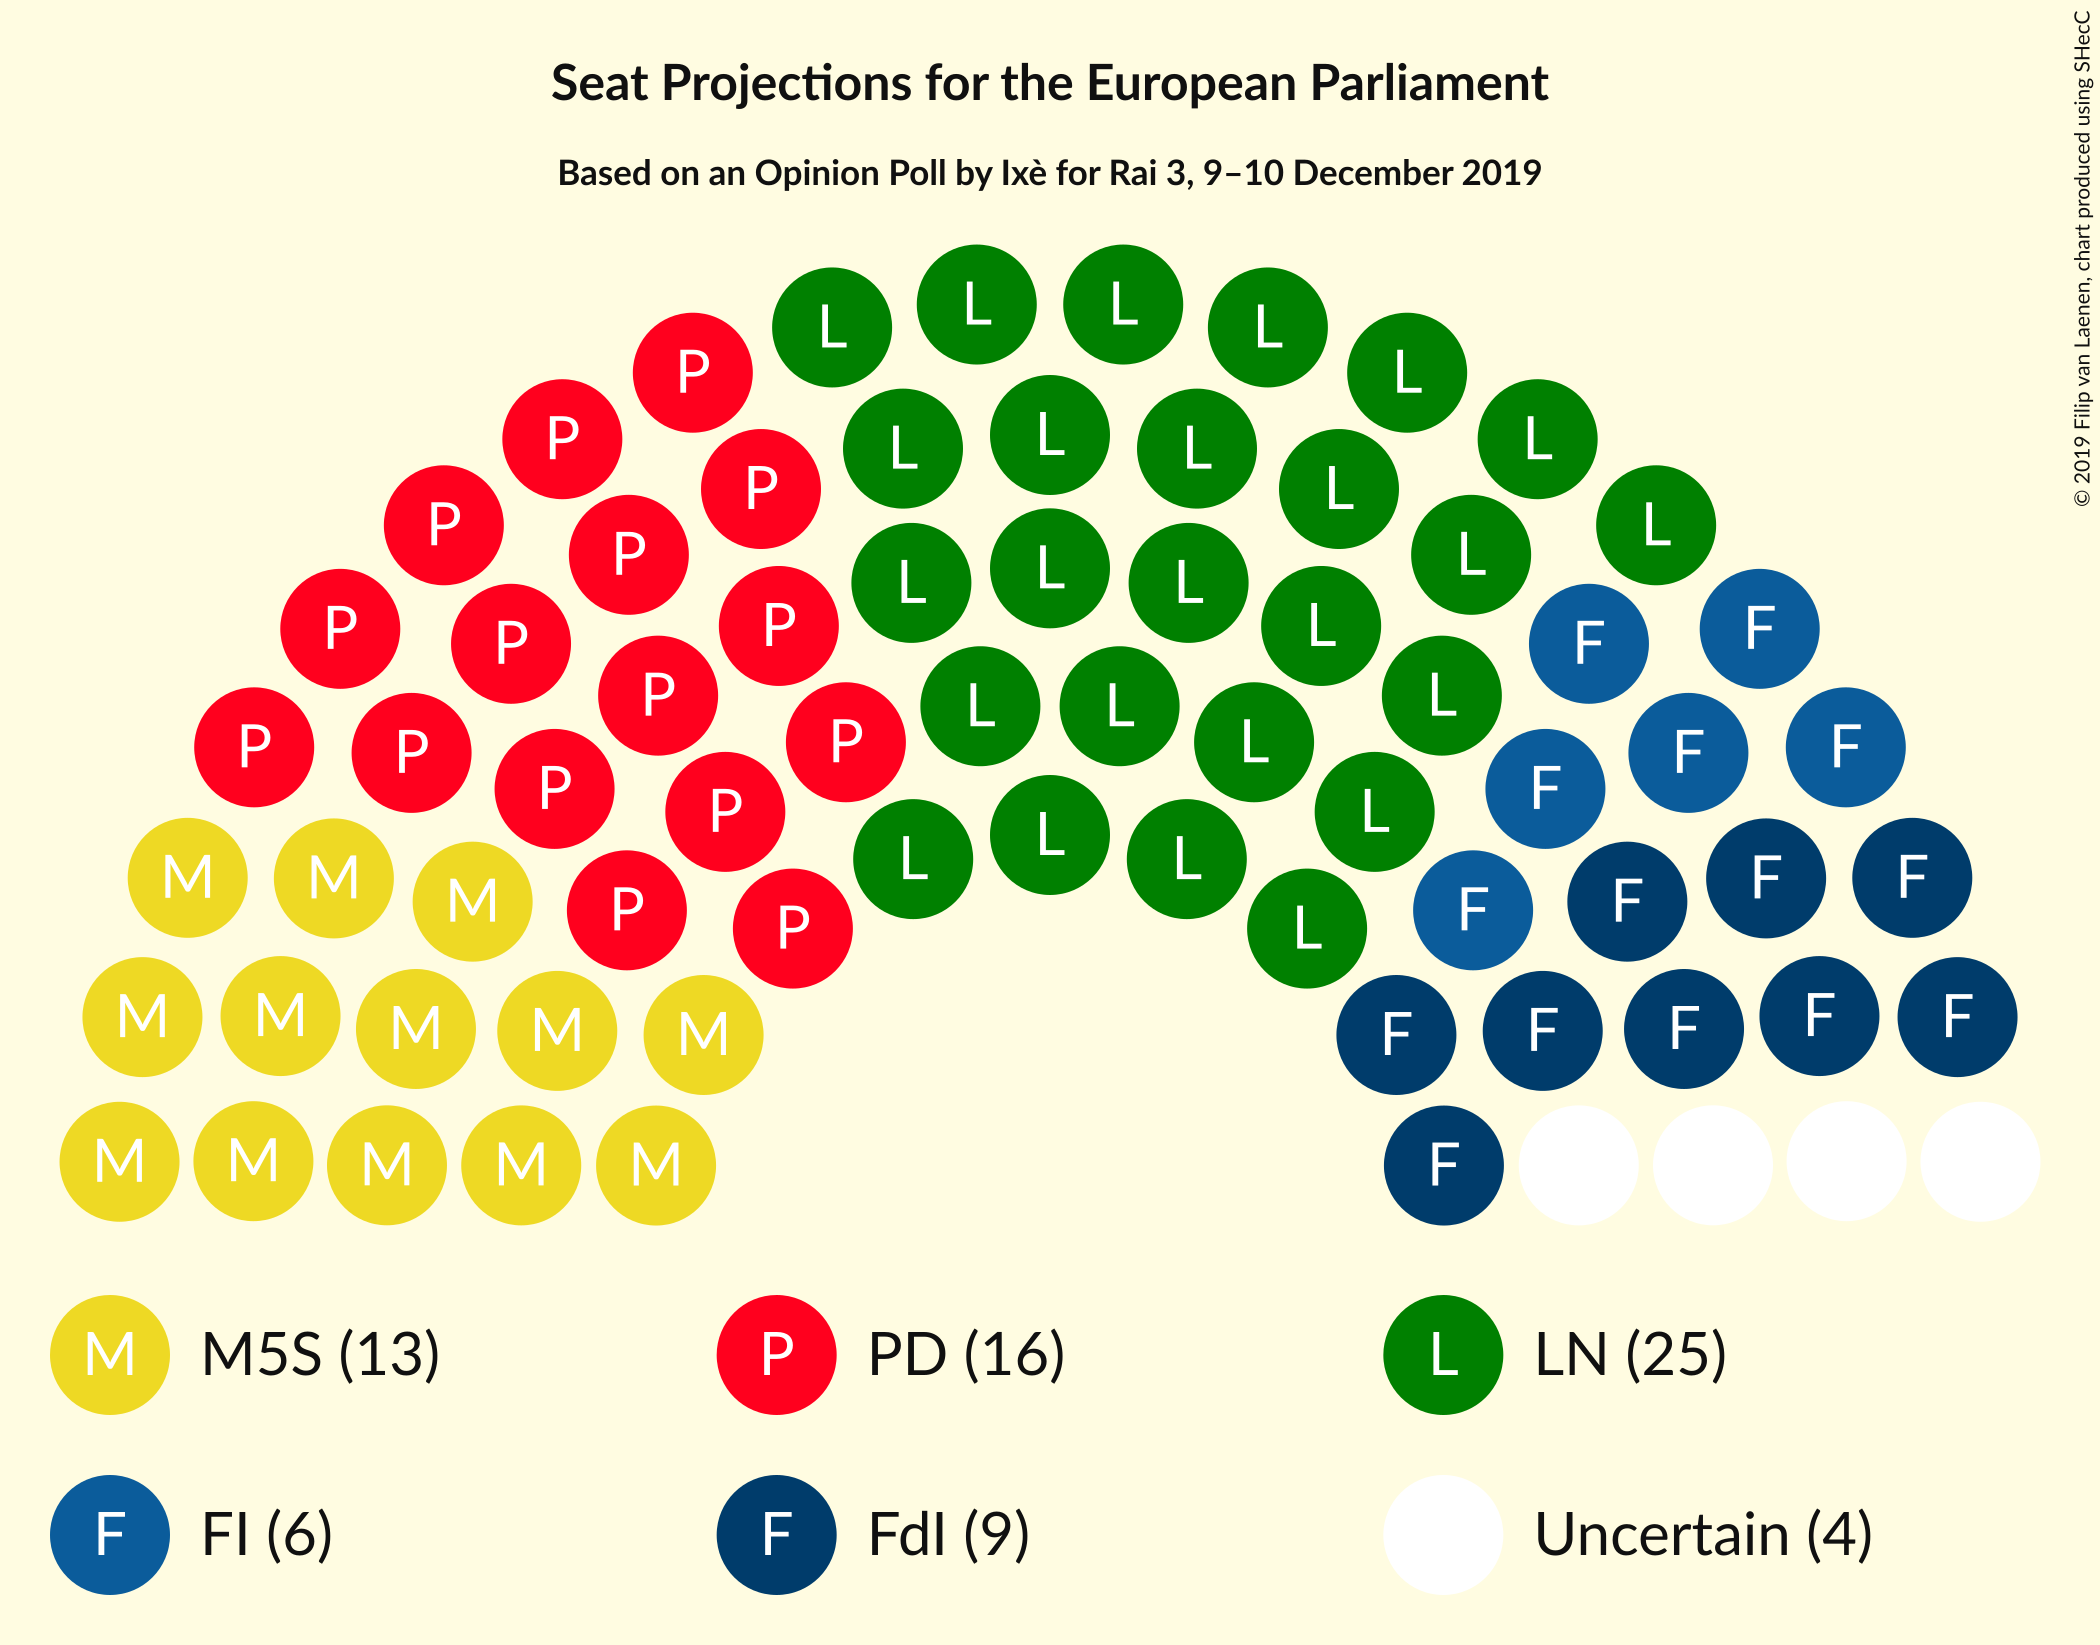 Seat Projections for the European Parliament
Based on an Opinion Poll by Ixè for Rai 3, 9–10 December 2019
© 2019 Filip van Laenen, chart produced using SHecC
L L L L
P L
P L
L L L
P L
P L
P L
L L L
P F
P L
P F
P L
L L
P L
P F
P F
P L
P F
L L L
M F
M F
M F
P F
P L
M F
M F
M F
M F
M F
M M M M M F
M M5S (13)
P PD (16)
L LN (25)
F FI (6)
F FdI (9)
Uncertain (4)